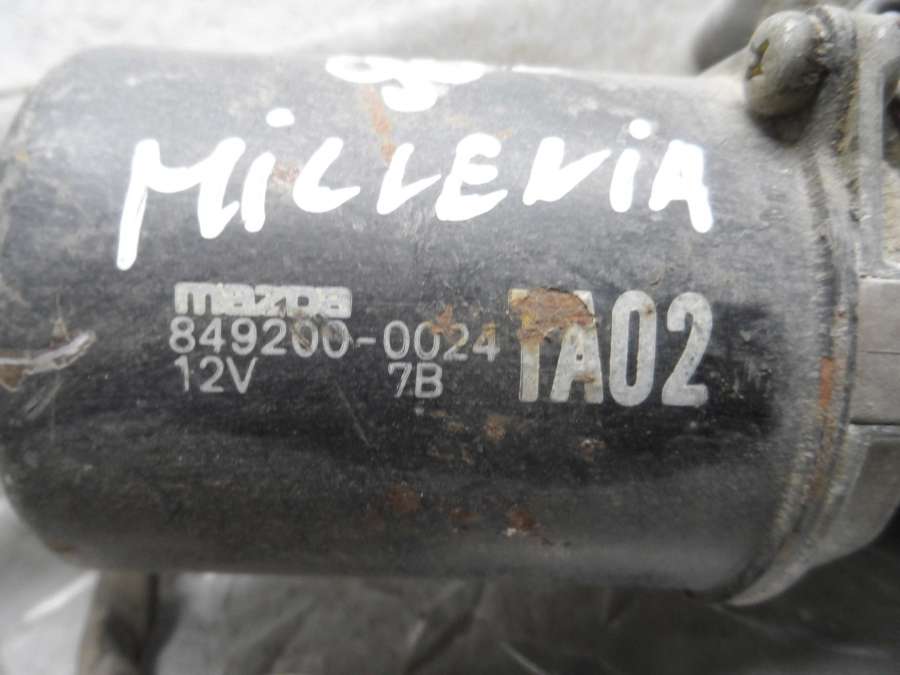 MiLLENiA
mazda
849200-0024
12V 7B
TA02